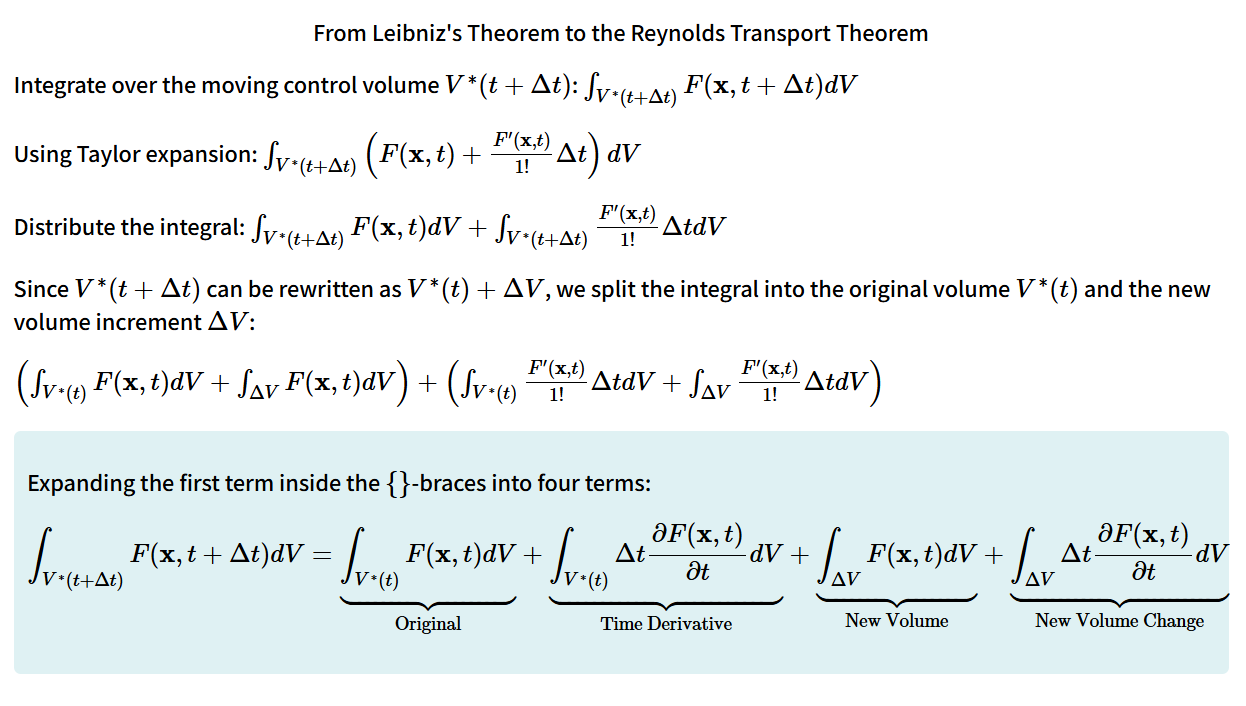 From Leibniz's Theorem to the Reynolds Transport Theorem
Integrate over the moving control volume $V^*(t + \Delta t)$: $\int_{V^*(t+\Delta t)} F(\mathbf{x}, t + \Delta t)dV$
Using Taylor expansion: $\int_{V^*(t+\Delta t)} \left( F(\mathbf{x}, t) + \frac{F'(\mathbf{x},t)}{1!} \Delta t \right) dV$
Distribute the integral: $\int_{V^*(t+\Delta t)} F(\mathbf{x}, t)dV + \int_{V^*(t+\Delta t)} \frac{F'(\mathbf{x},t)}{1!} \Delta t dV$
Since $V^*(t + \Delta t)$ can be rewritten as $V^*(t) + \Delta V$, we split the integral into the original volume $V^*(t)$ and the new
volume increment $\Delta V$:
$\left( \int_{V^*(t)} F(\mathbf{x}, t)dV + \int_{\Delta V} F(\mathbf{x}, t)dV \right) + \left( \int_{V^*(t)} \frac{F'(\mathbf{x},t)}{1!} \Delta t dV + \int_{\Delta V} \frac{F'(\mathbf{x},t)}{1!} \Delta t dV \right)$
Expanding the first term inside the {}-braces into four terms:
$\int_{V^*(t+\Delta t)} F(\mathbf{x}, t + \Delta t)dV = \underbrace{\int_{V^*(t)} F(\mathbf{x}, t)dV}_{\text{Original}} + \underbrace{\int_{V^*(t)} \Delta t \frac{\partial F(\mathbf{x}, t)}{\partial t} dV}_{\text{Time Derivative}} + \underbrace{\int_{\Delta V} F(\mathbf{x}, t)dV}_{\text{New Volume}} + \underbrace{\int_{\Delta V} \Delta t \frac{\partial F(\mathbf{x}, t)}{\partial t} dV}_{\text{New Volume Change}}$